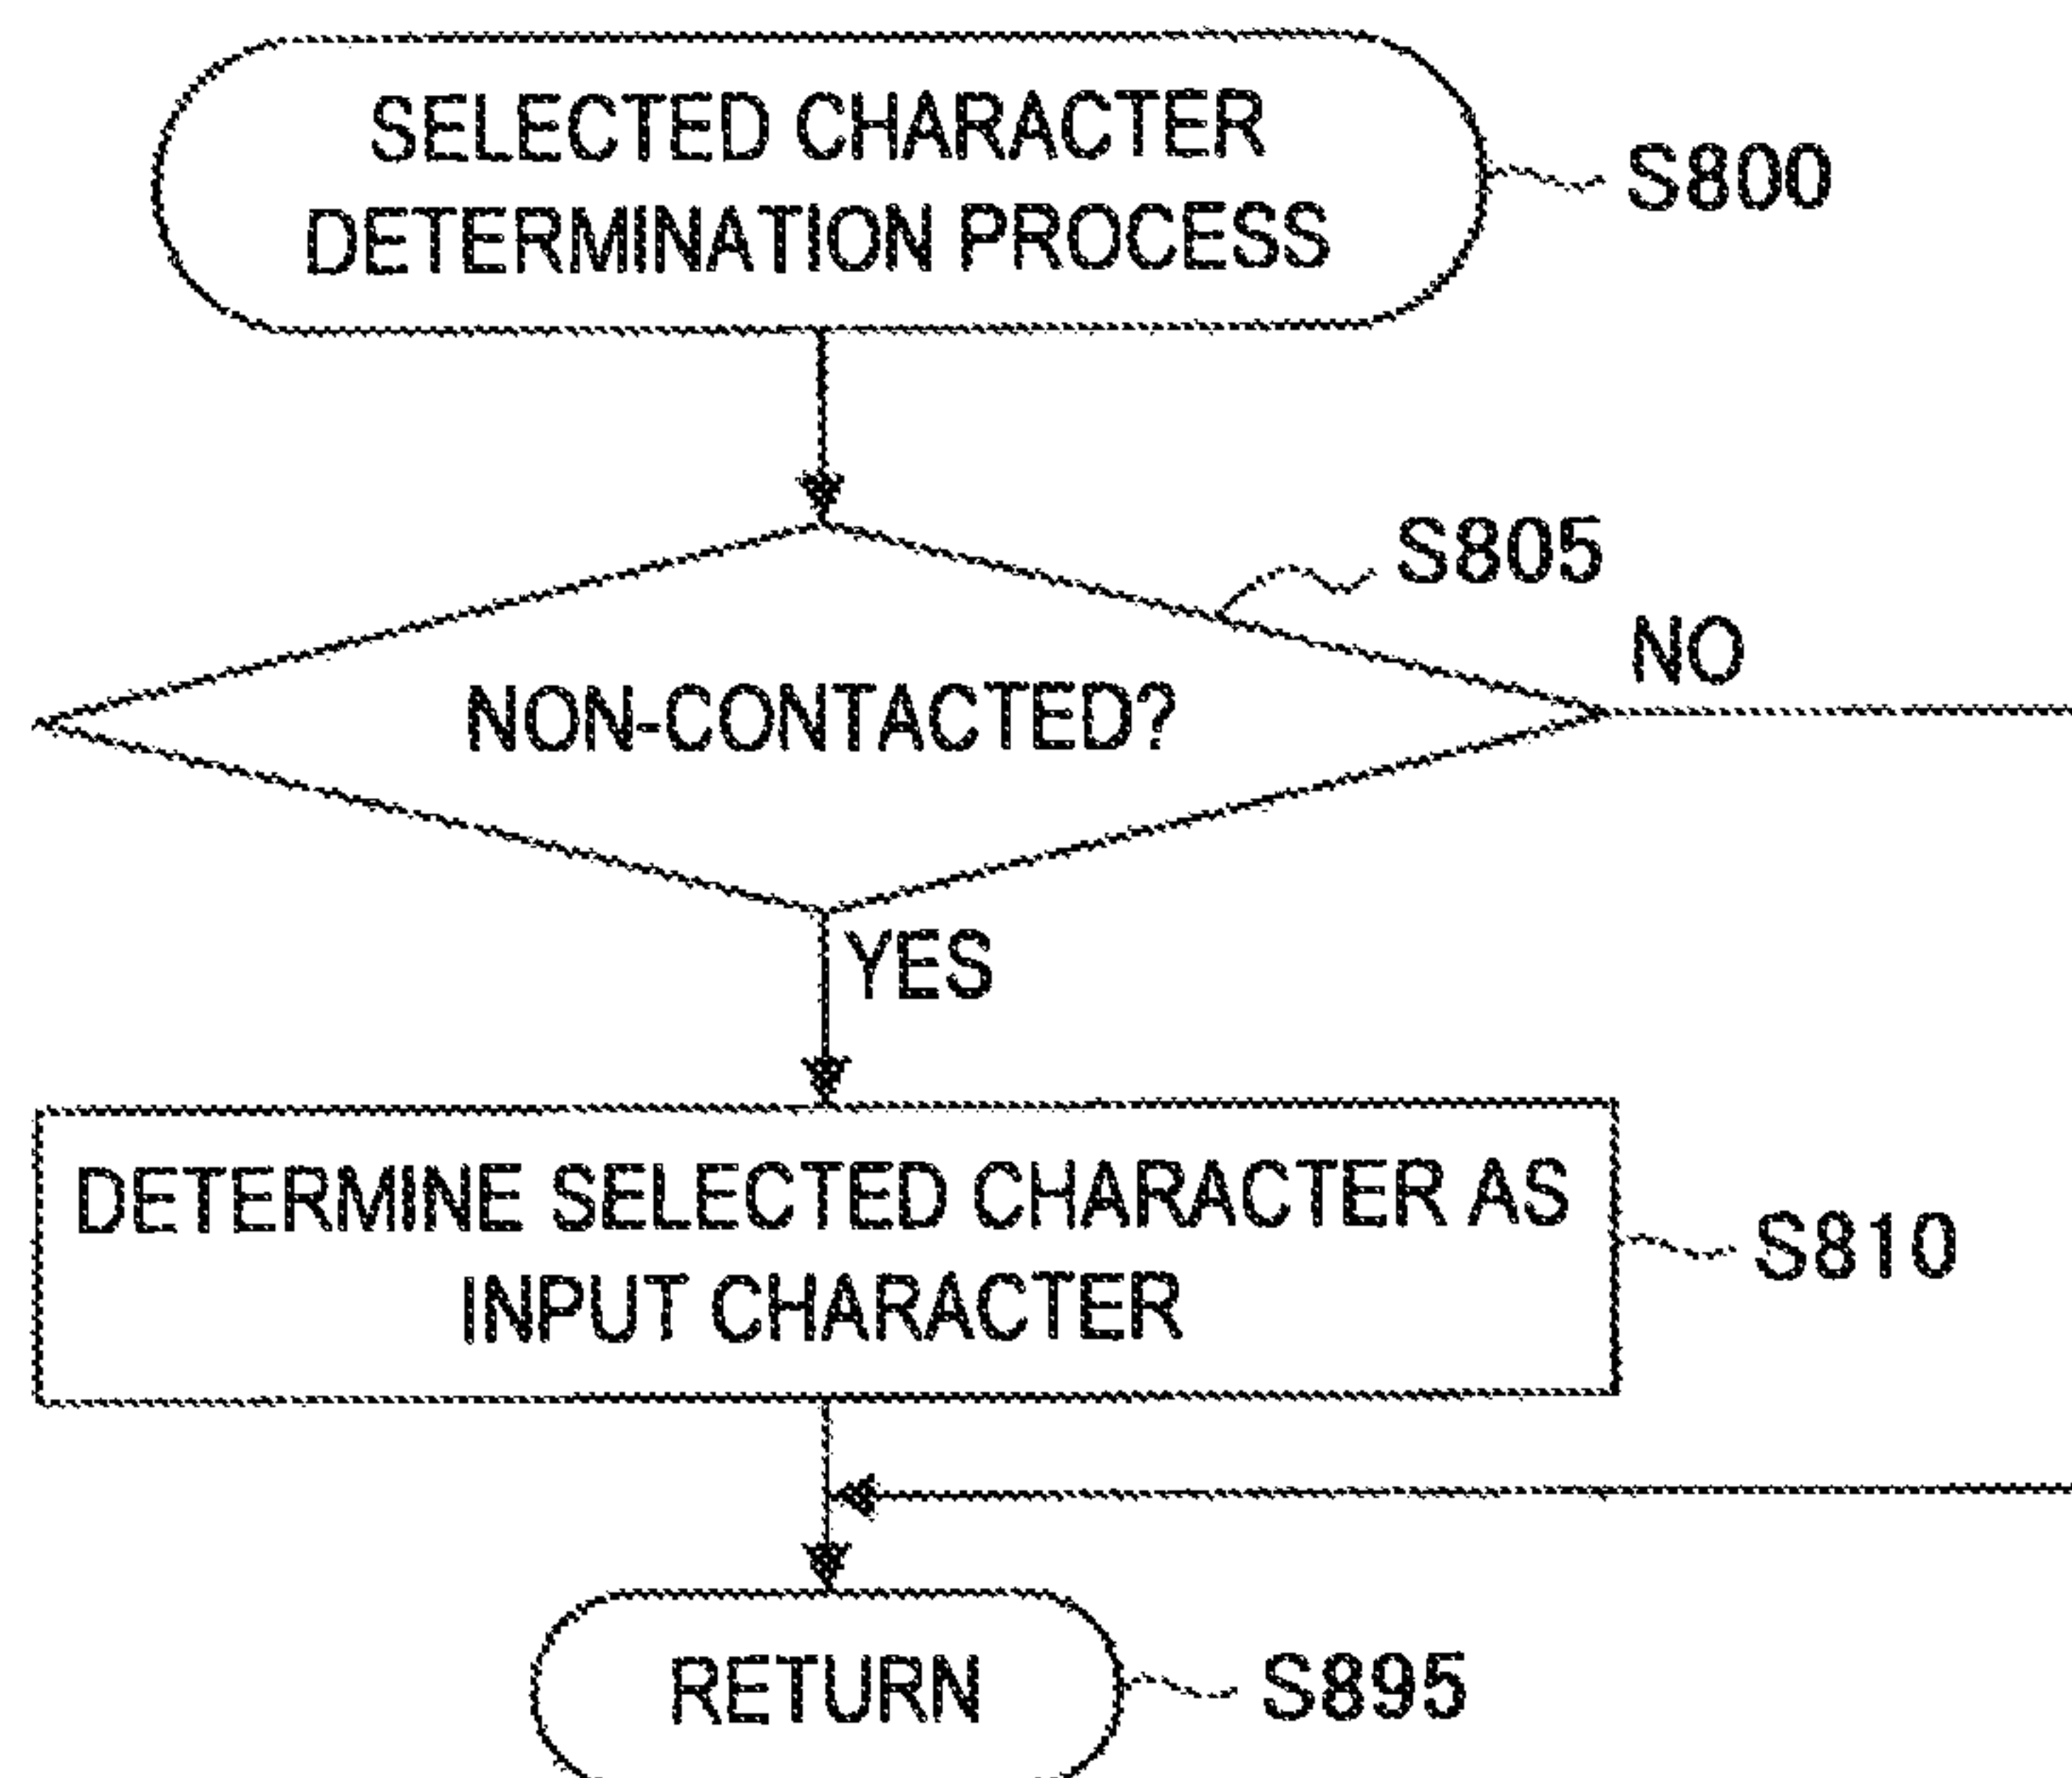 SELECTED CHARACTER
DETERMINATION PROCESS
S800
S805
NO
NON-CONTACTED?
YES
DETERMINE SELECTED CHARACTER AS
INPUT CHARACTER
S810
RETURN
S895